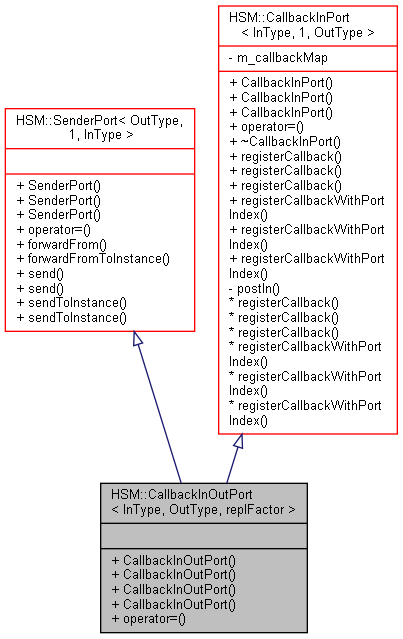 HSM::CallbackInPort
< InType, 1, OutType >
- m_callbackMap
+ CallbackInPort()
+ CallbackInPort()
+ CallbackInPort()
+ operator=()
+ ~CallbackInPort()
+ registerCallback()
+ registerCallback()
+ registerCallback()
+ registerCallbackWithPort
Index()
+ registerCallbackWithPort
Index()
+ registerCallbackWithPort
Index()
- postIn()
* registerCallback()
* registerCallback()
* registerCallback()
* registerCallbackWithPort
Index()
* registerCallbackWithPort
Index()
* registerCallbackWithPort
Index()
HSM::SenderPort< OutType,
1, InType >
+ SenderPort()
+ SenderPort()
+ SenderPort()
+ operator=()
+ forwardFrom()
+ forwardFromToInstance()
+ send()
+ send()
+ sendToInstance()
+ sendToInstance()
HSM::CallbackInOutPort
< InType, OutType, replFactor >
+ CallbackInOutPort()
+ CallbackInOutPort()
+ CallbackInOutPort()
+ CallbackInOutPort()
+ operator=()